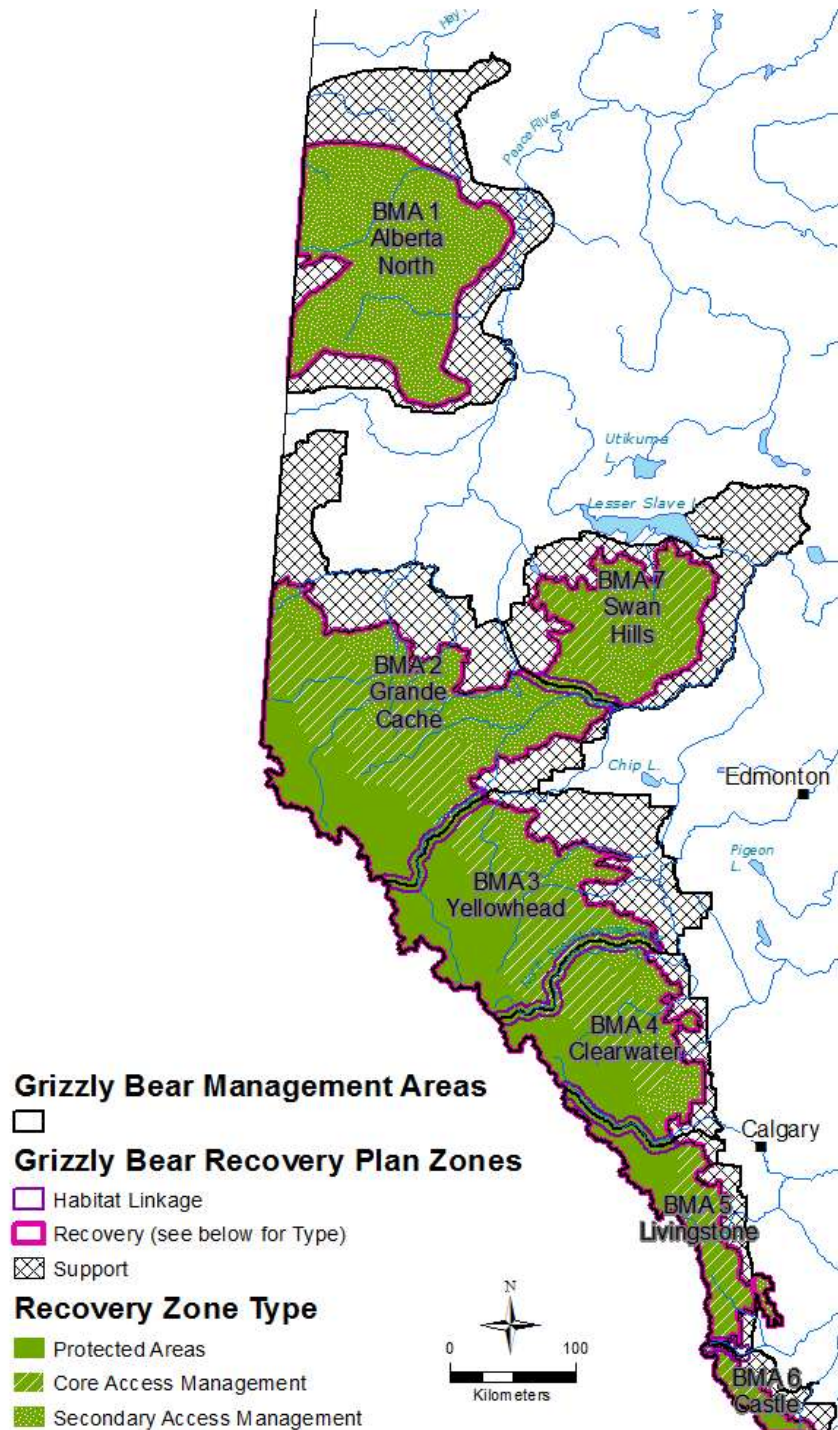 Hay
Peace River
BMA 1
Alberta
North
Utikuma
L.
Lesser Slave L
BMA 7
Swan
Hills
BMA 2
Grande
Cache
Chip L.
Edmonton
Pigeon
L.
BMA 3
Yellowhead
BMA 4
Clearwater
Calgary
BMA 5
Livingstone
BMA 6
Castle
Grizzly Bear Management Areas
Grizzly Bear Recovery Plan Zones
Habitat Linkage
Recovery (see below for Type)
Support
Recovery Zone Type
Protected Areas
Core Access Management
Secondary Access Management
N
0 100
Kilometers